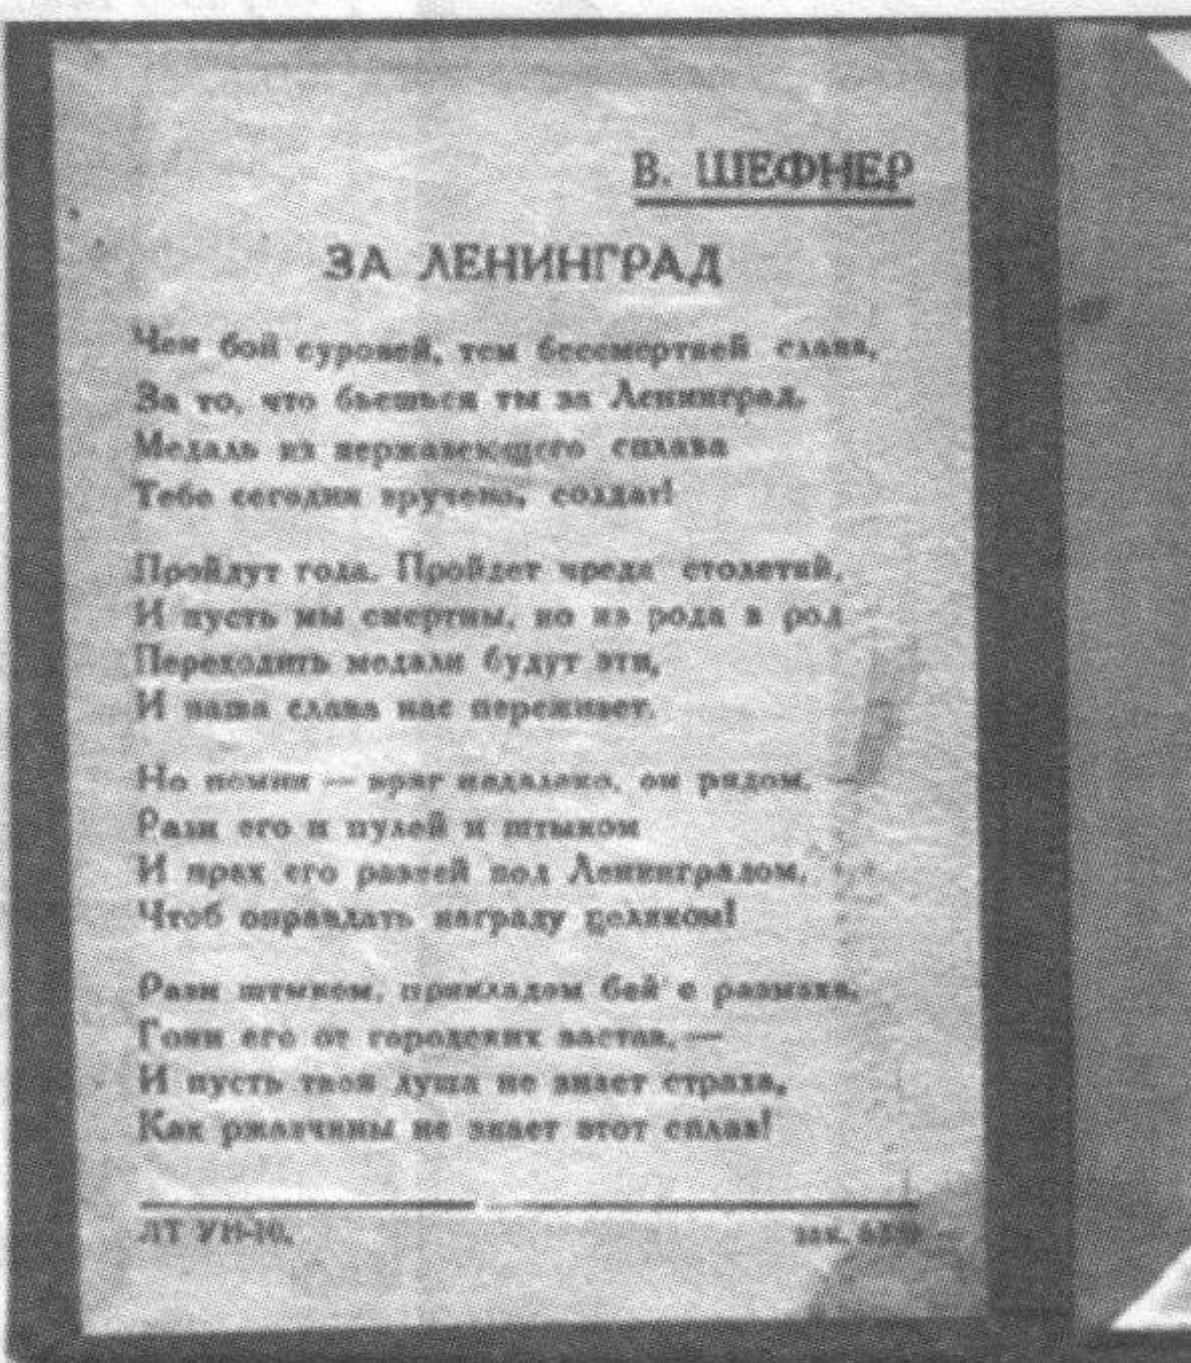 В. ШЕФНЕР
ЗА ЛЕНИНГРАД
Чем бой суровей, тем бессмертней слава,
За то, что бьешься ты за Ленинград,
Медаль из нержавеющего сплава
Тебе сегодня вручена, солдат!
Пройдут года. Пройдет чреда столетий,
И пусть мы смертны, но из рода в род
Переходить медали будут эти,
И наша слава нас переживет.
Но помни — враг недалеко, он рядом, —
Рази его и пулей и штыком
И прах его развей под Ленинградом,
Чтоб оправдать награду целиком!
Рази штыком, прикладом бей с размаха,
Гони его от городских застав, —
И пусть твоя душа не знает страха,
Как ржавчины не знает этот сплав!
ЛТ УН-10.
зак.